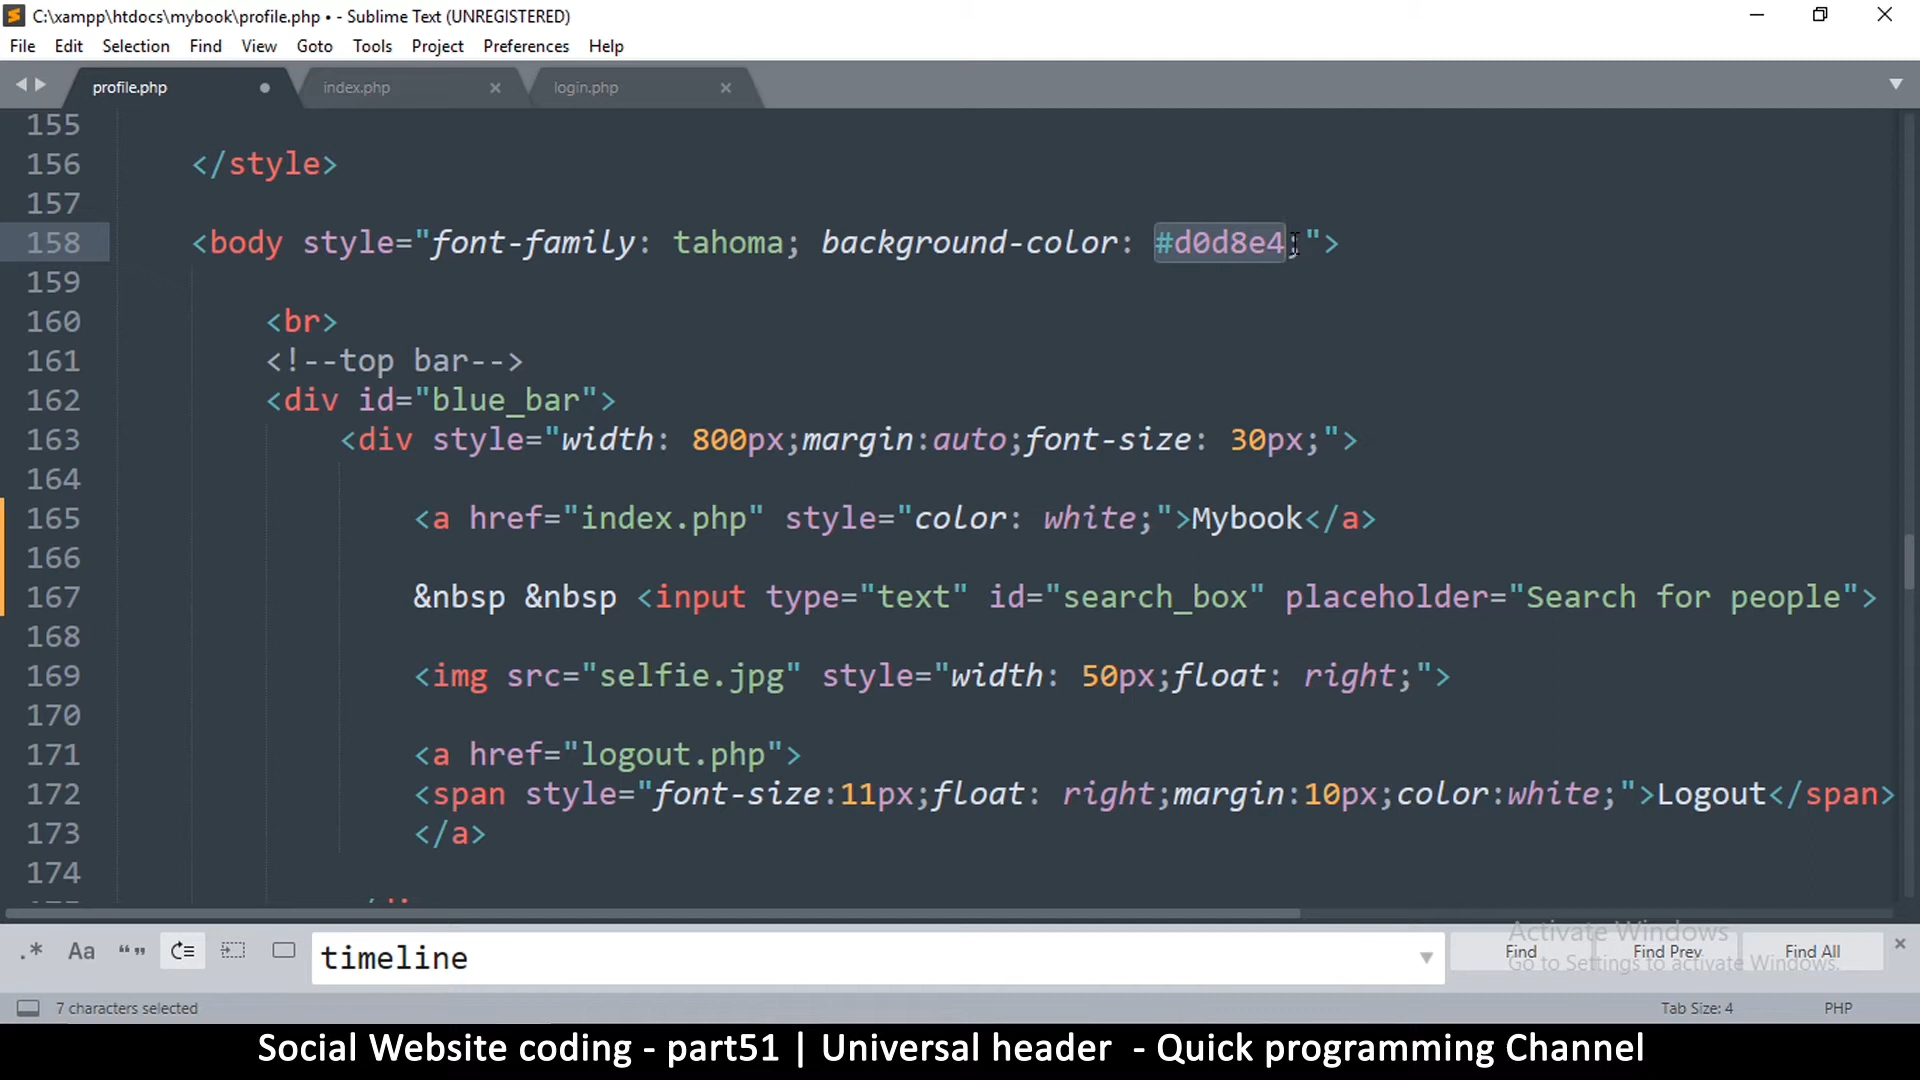 C:\xampp\htdocs\mybook\profile.php • - Sublime Text (UNREGISTERED)
File Edit Selection Find View Goto Tools Project Preferences Help
profile.php index.php login.php
155
156 </style>
157
158 <body style="font-family: tahoma; background-color: #d0d8e4;">
159
160 <br>
161 <!--top bar-->
162 <div id="blue_bar">
163 <div style="width: 800px;margin:auto;font-size: 30px;">
164
165 <a href="index.php" style="color: white;">Mybook</a>
166
167 &nbsp &nbsp <input type="text" id="search_box" placeholder="Search for people">
168
169 <img src="selfie.jpg" style="width: 50px;float: right;">
170
171 <a href="logout.php">
172 <span style="font-size:11px;float: right;margin:10px;color:white;">Logout</span>
173 </a>
174
.* Aa “” timeline Find Find Prev Find All
Activate Windows
Go to Settings to activate Windows.
7 characters selected Tab Size: 4 PHP
Social Website coding - part51 | Universal header - Quick programming Channel